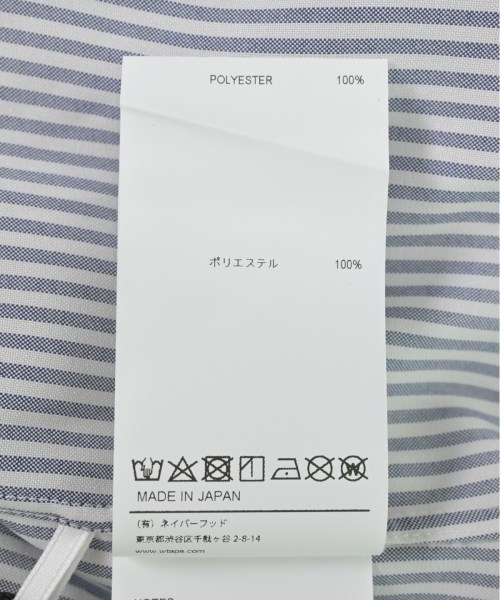 POLYESTER 100%
ポリエステル 100%
MADE IN JAPAN
(有) ネイバーフッド
東京都渋谷区千駄ヶ谷 2-8-14
www.wtaps.com